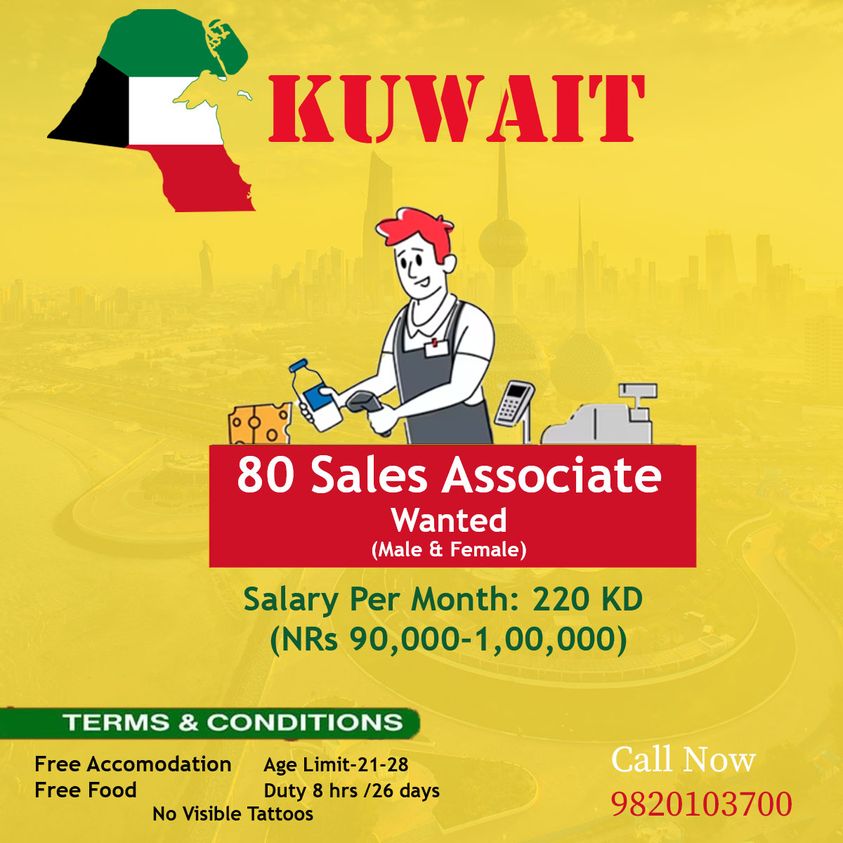 KUWAIT
80 Sales Associate
Wanted
(Male & Female)
Salary Per Month: 220 KD
(NRs 90,000-1,00,000)
TERMS & CONDITIONS
Free Accomodation Age Limit-21-28
Free Food Duty 8 hrs /26 days
No Visible Tattoos
Call Now
9820103700